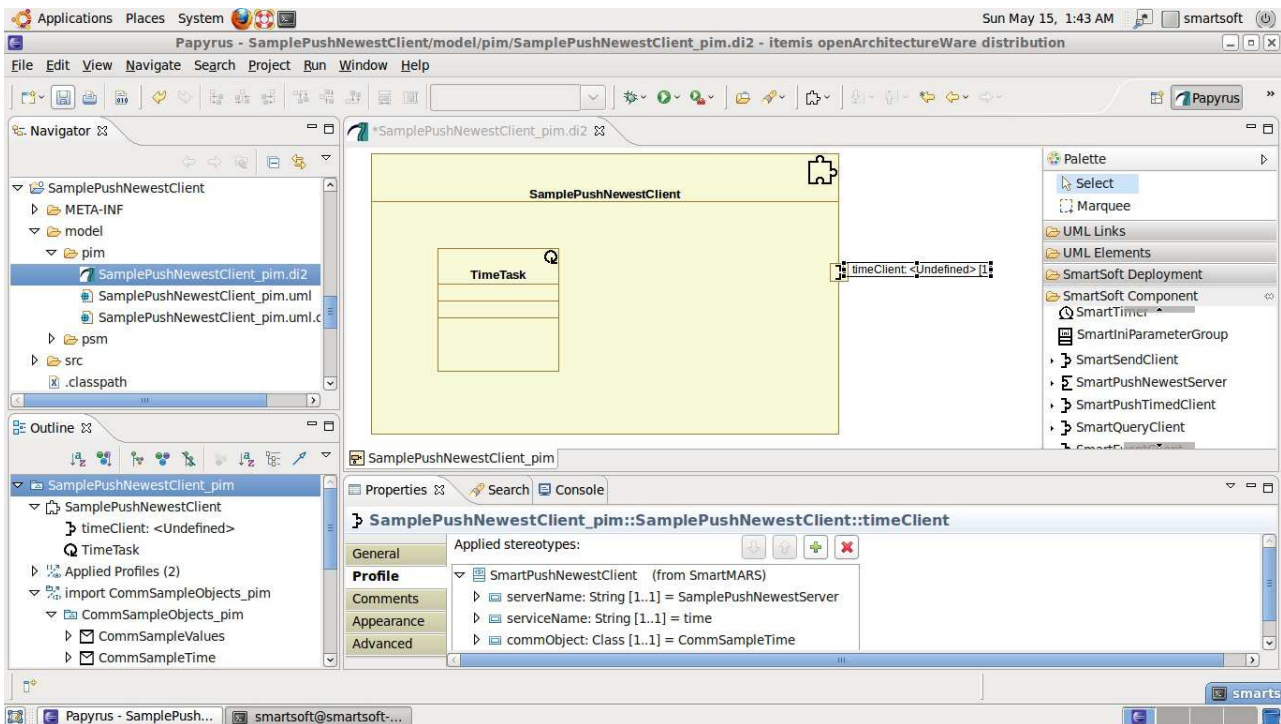 Applications Places System Sun May 15, 1:43 AM smartsoft
Papyrus - SamplePushNewestClient/model/pim/SamplePushNewestClient_pim.di2 - itemis openArchitectureWare distribution
File Edit View Navigate Search Project Run Window Help
Papyrus »
Navigator
SamplePushNewestClient
META-INF
model
pim
SamplePushNewestClient_pim.di2
SamplePushNewestClient_pim.uml
SamplePushNewestClient_pim.uml.c
psm
src
.classpath
Outline
SamplePushNewestClient_pim
SamplePushNewestClient
timeClient: <Undefined>
TimeTask
Applied Profiles (2)
import CommSampleObjects_pim
CommSampleObjects_pim
CommSampleValues
CommSampleTime
*SamplePushNewestClient_pim.di2
SamplePushNewestClient
TimeTask
timeClient: <Undefined> [1
SamplePushNewestClient_pim
Palette
Select
Marquee
UML Links
UML Elements
SmartSoft Deployment
SmartSoft Component
SmartTimer
SmartIniParameterGroup
SmartSendClient
SmartPushNewestServer
SmartPushTimedClient
SmartQueryClient
Properties Search Console
SamplePushNewestClient_pim::SamplePushNewestClient::timeClient
General
Profile
Comments
Appearance
Advanced
Applied stereotypes:
SmartPushNewestClient (from SmartMARS)
serverName: String [1..1] = SamplePushNewestServer
serviceName: String [1..1] = time
commObject: Class [1..1] = CommSampleTime
smarts
Papyrus - SamplePush... smartsoft@smartsoft-...